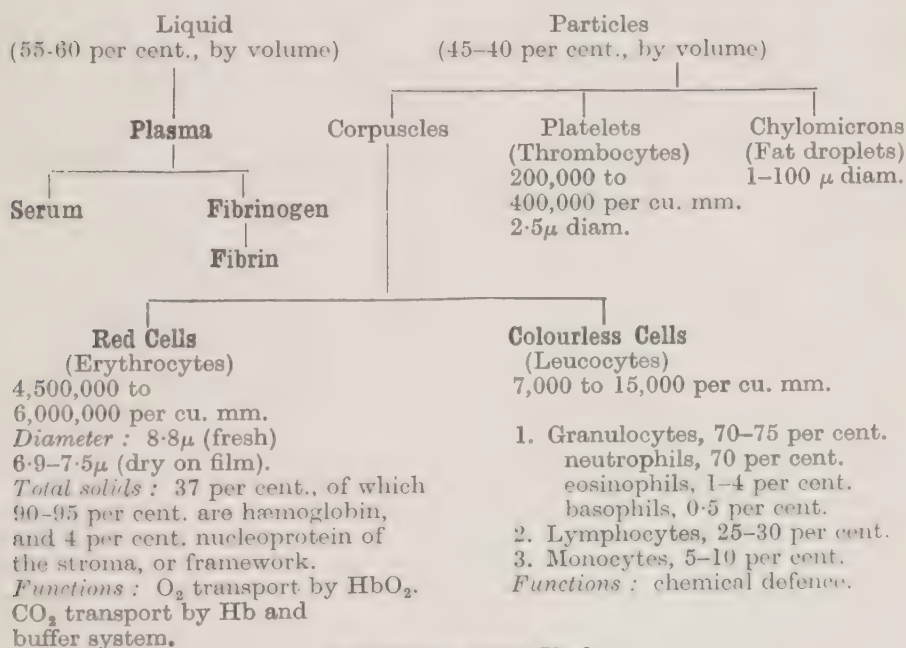 Liquid
(55-60 per cent., by volume)
Particles
(45–40 per cent., by volume)
Plasma
Corpuscles
Platelets
(Thrombocytes)
200,000 to
400,000 per cu. mm.
2·5μ diam.
Chylomicrons
(Fat droplets)
1–100 μ diam.
Serum
Fibrinogen
Fibrin
Red Cells
(Erythrocytes)
4,500,000 to
6,000,000 per cu. mm.
Diameter : 8·8μ (fresh)
6·9–7·5μ (dry on film).
Total solids : 37 per cent., of which
90-95 per cent. are hæmoglobin,
and 4 per cent. nucleoprotein of
the stroma, or framework.
Functions : O₂ transport by HbO₂.
CO₂ transport by Hb and
buffer system.
Colourless Cells
(Leucocytes)
7,000 to 15,000 per cu. mm.
1. Granulocytes, 70–75 per cent.
neutrophils, 70 per cent.
eosinophils, 1–4 per cent.
basophils, 0·5 per cent.
2. Lymphocytes, 25–30 per cent.
3. Monocytes, 5–10 per cent.
Functions : chemical defence.